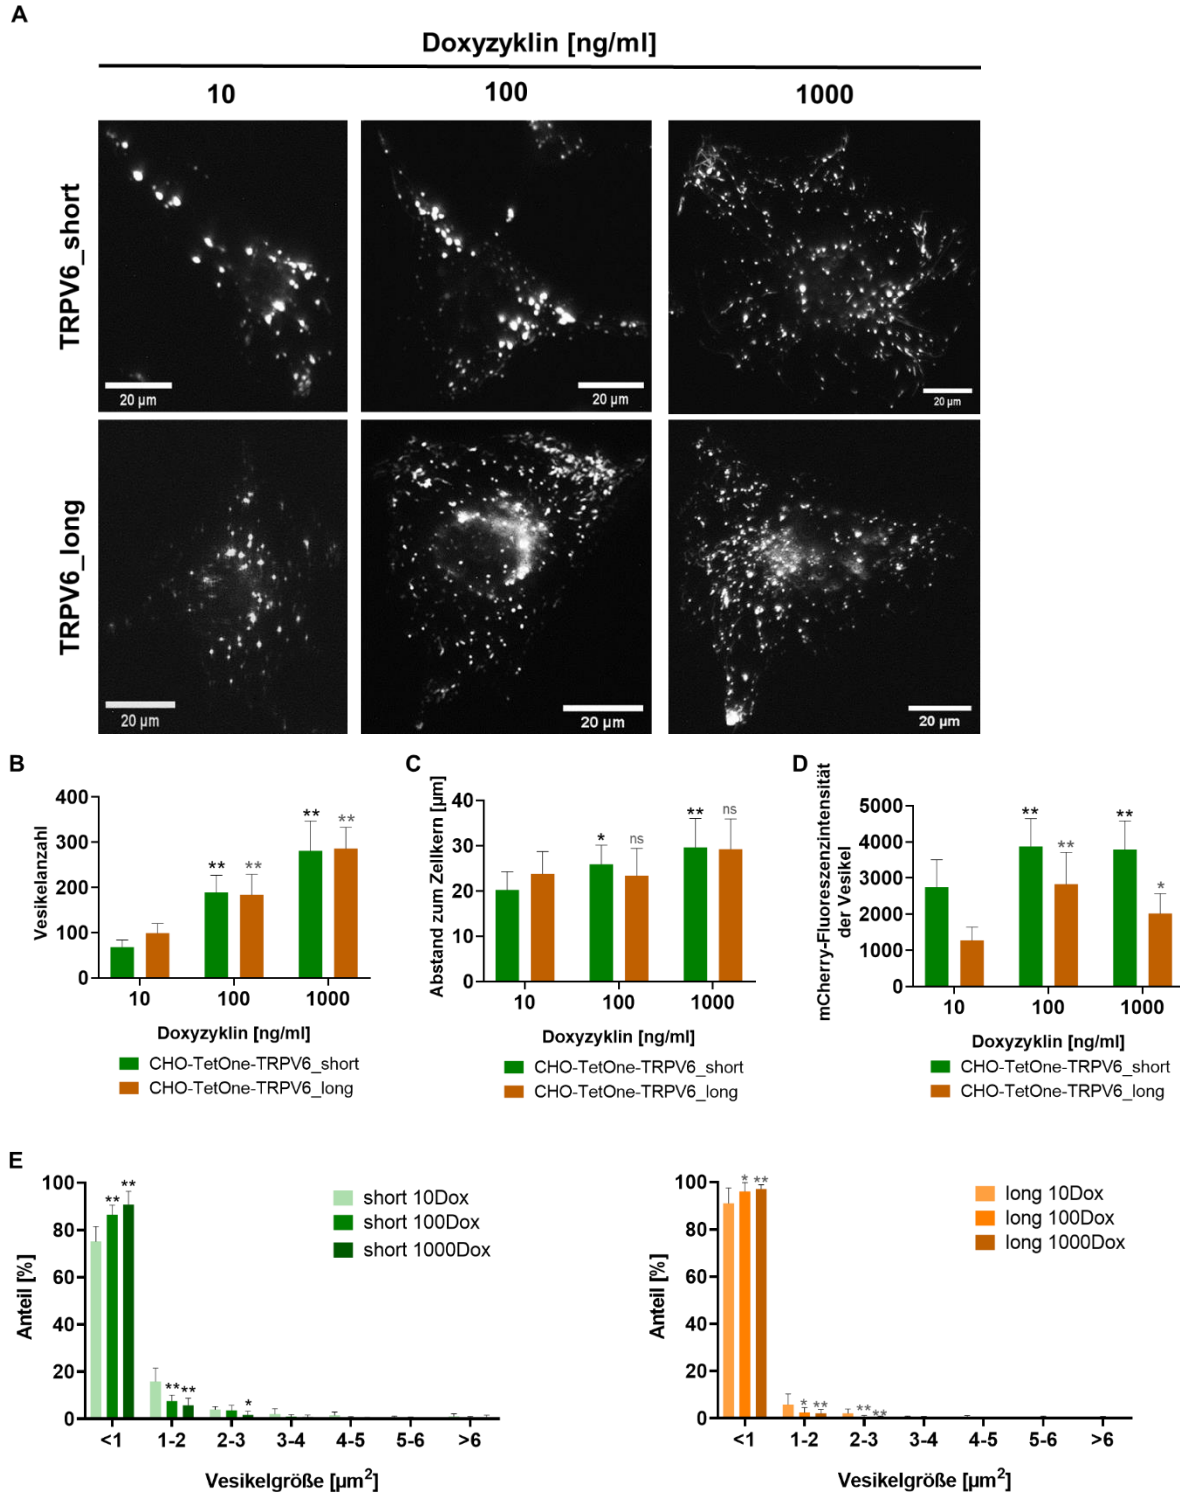 A
Doxyzyklin [ng/ml]
10 100 1000
TRPV6_short
20 µm 20 µm 20 µm
TRPV6_long
20 µm 20 µm 20 µm
B
Vesikelanzahl
400
300
200
100
0
** ** ** **
10 100 1000
Doxyzyklin [ng/ml]
CHO-TetOne-TRPV6_short
CHO-TetOne-TRPV6_long
C
Abstand zum Zellkern [µm]
40
30
20
10
0
* ns ** ns
10 100 1000
Doxyzyklin [ng/ml]
CHO-TetOne-TRPV6_short
CHO-TetOne-TRPV6_long
D
mCherry-Fluoreszenzintensität
der Vesikel
5000
4000
3000
2000
1000
0
** ** ** *
10 100 1000
Doxyzyklin [ng/ml]
CHO-TetOne-TRPV6_short
CHO-TetOne-TRPV6_long
E
Anteil [%]
100
80
60
40
20
0
** **
** **
*
<1 1-2 2-3 3-4 4-5 5-6 >6
Vesikelgröße [µm²]
short 10Dox
short 100Dox
short 1000Dox
Anteil [%]
100
80
60
40
20
0
* **
* **
** **
<1 1-2 2-3 3-4 4-5 5-6 >6
Vesikelgröße [µm²]
long 10Dox
long 100Dox
long 1000Dox